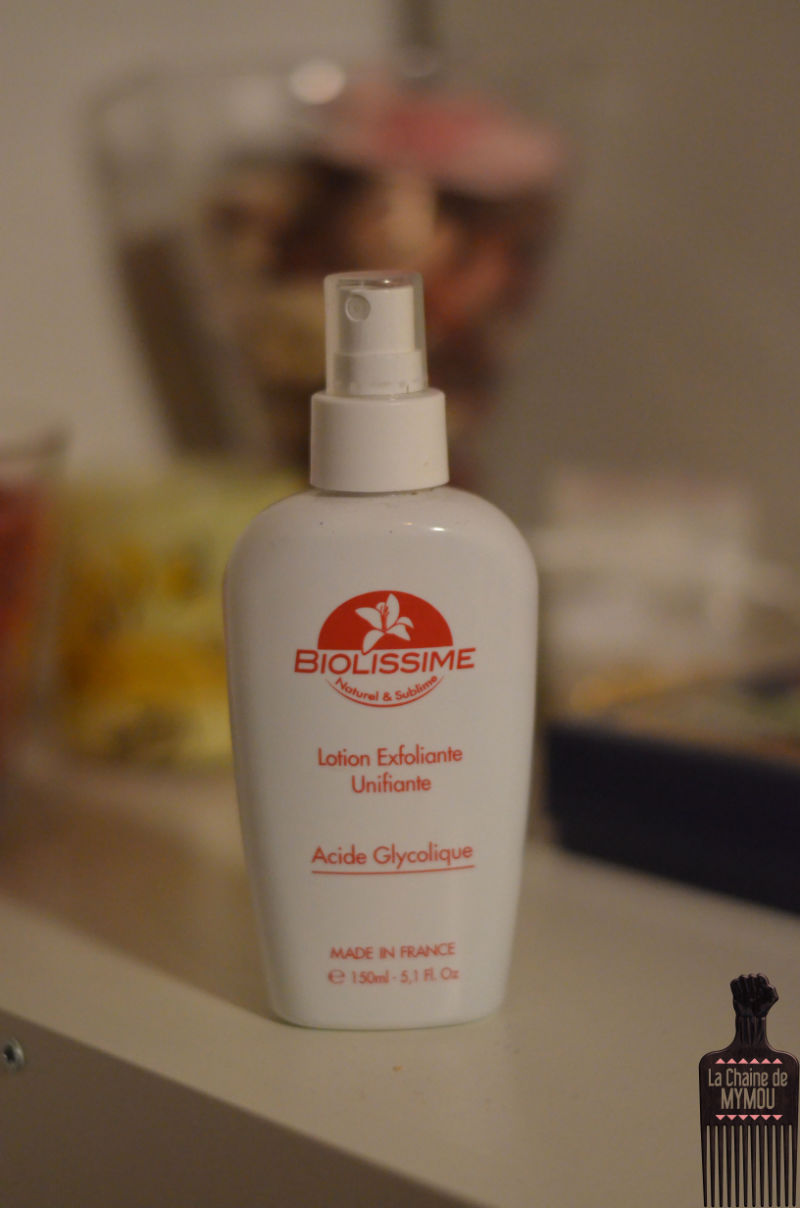 BIOLISSIME
Naturel & Sublime
Lotion Exfoliante
Unifiante
Acide Glycolique
MADE IN FRANCE
℮ 150ml - 5,1 Fl. Oz
La Chaine de
MYMOU